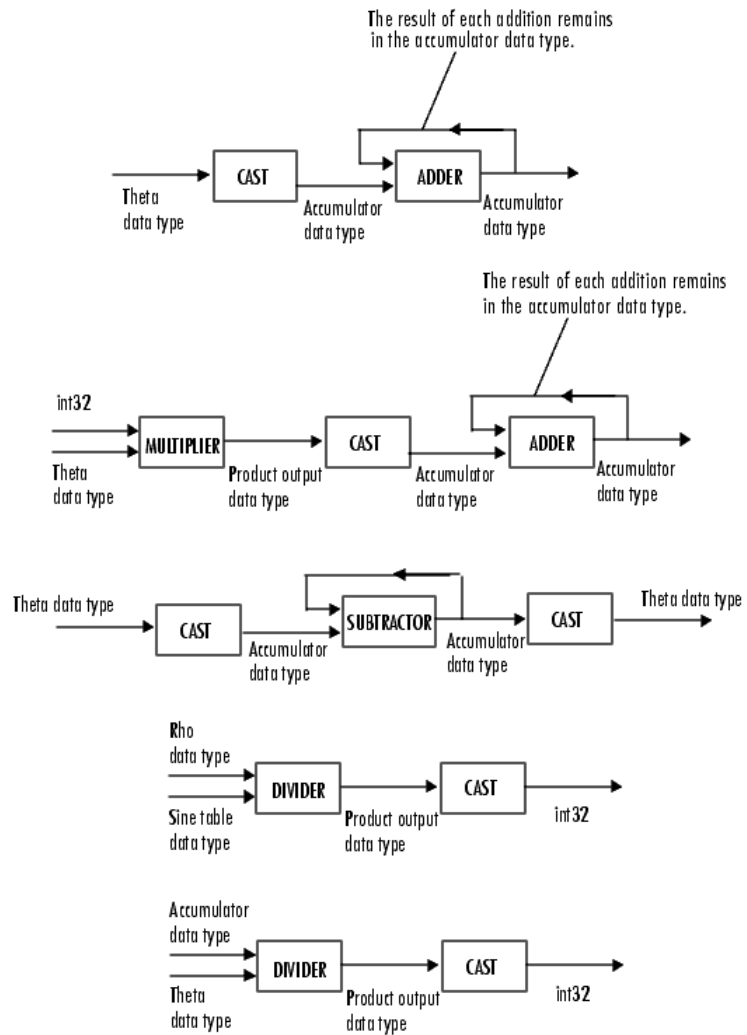 The result of each addition remains
in the accumulator data type.
CAST
ADDER
Theta
data type
Accumulator
data type
Accumulator
data type
The result of each addition remains
in the accumulator data type.
int32
MULTIPLIER
CAST
ADDER
Theta
data type
Product output
data type
Accumulator
data type
Accumulator
data type
Theta data type
CAST
Accumulator
data type
SUBTRACTOR
Accumulator
data type
CAST
Theta data type
Rho
data type
Sine table
data type
DIVIDER
Product output
data type
CAST
int32
Accumulator
data type
Theta
data type
DIVIDER
Product output
data type
CAST
int32